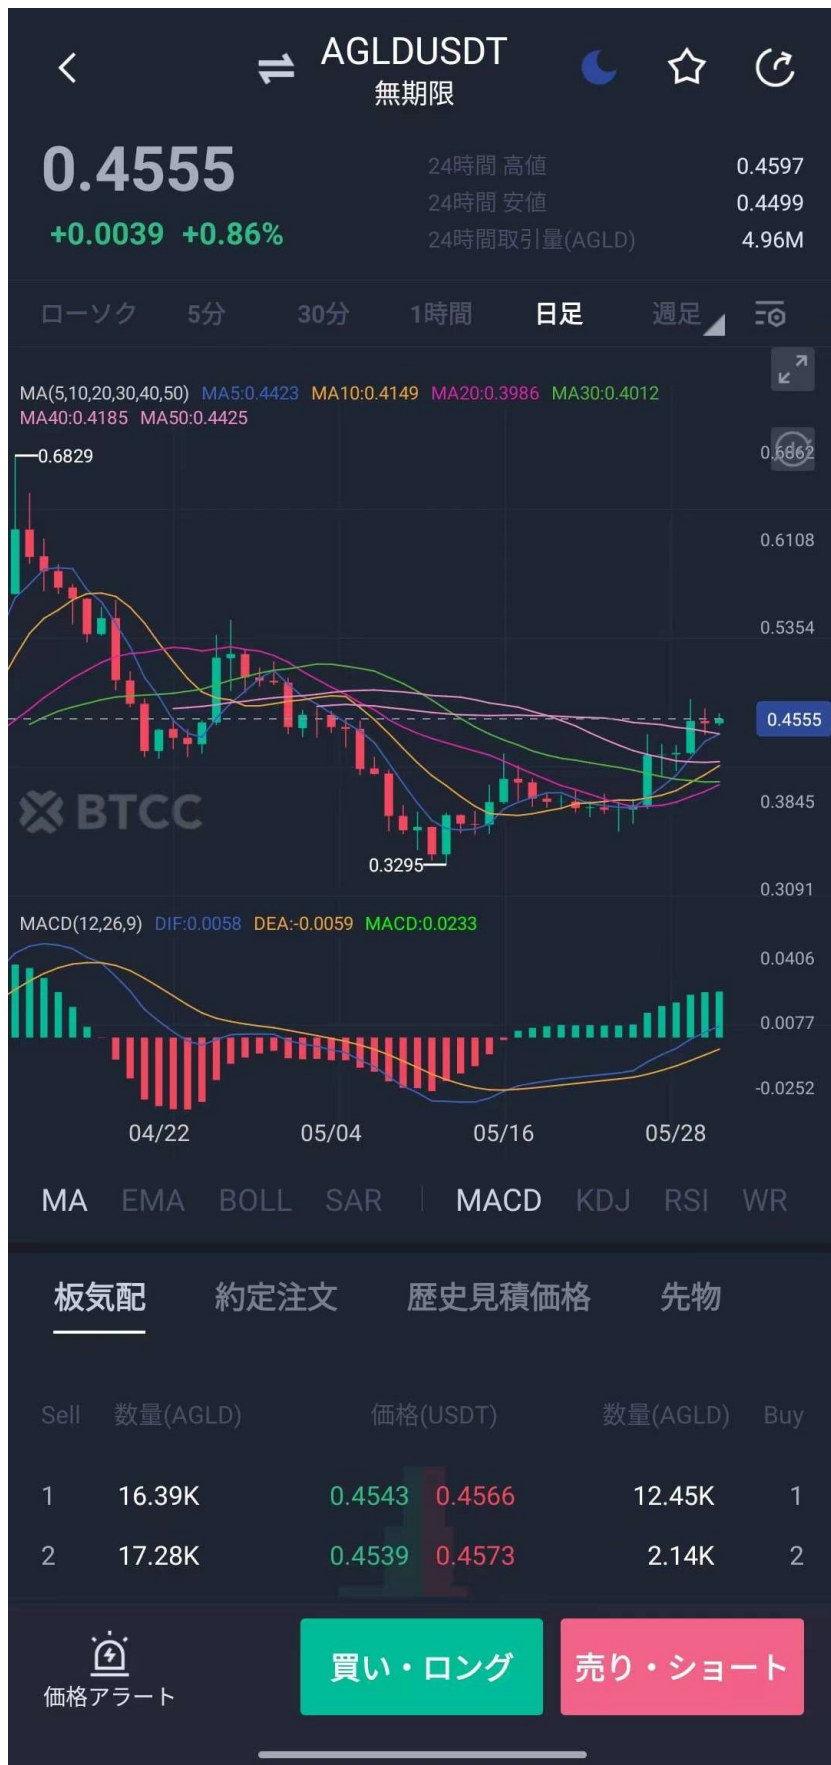 AGLDUSDT
無期限
0.4555
+0.0039 +0.86%
24時間 高値 0.4597
24時間 安値 0.4499
24時間取引量(AGLD) 4.96M
ローソク 5分 30分 1時間 日足 週足
MA(5,10,20,30,40,50) MA5:0.4423 MA10:0.4149 MA20:0.3986 MA30:0.4012
MA40:0.4185 MA50:0.4425
0.6829
0.6862
0.6108
0.5354
0.4555
0.3845
BTCC
0.3295
0.3091
MACD(12,26,9) DIF:0.0058 DEA:-0.0059 MACD:0.0233
0.0406
0.0077
-0.0252
04/22 05/04 05/16 05/28
MA EMA BOLL SAR MACD KDJ RSI WR
板気配 約定注文 歴史見積価格 先物
Sell 数量(AGLD) 価格(USDT) 数量(AGLD) Buy
1 16.39K 0.4543 0.4566 12.45K 1
2 17.28K 0.4539 0.4573 2.14K 2
価格アラート
買い・ロング
売り・ショート